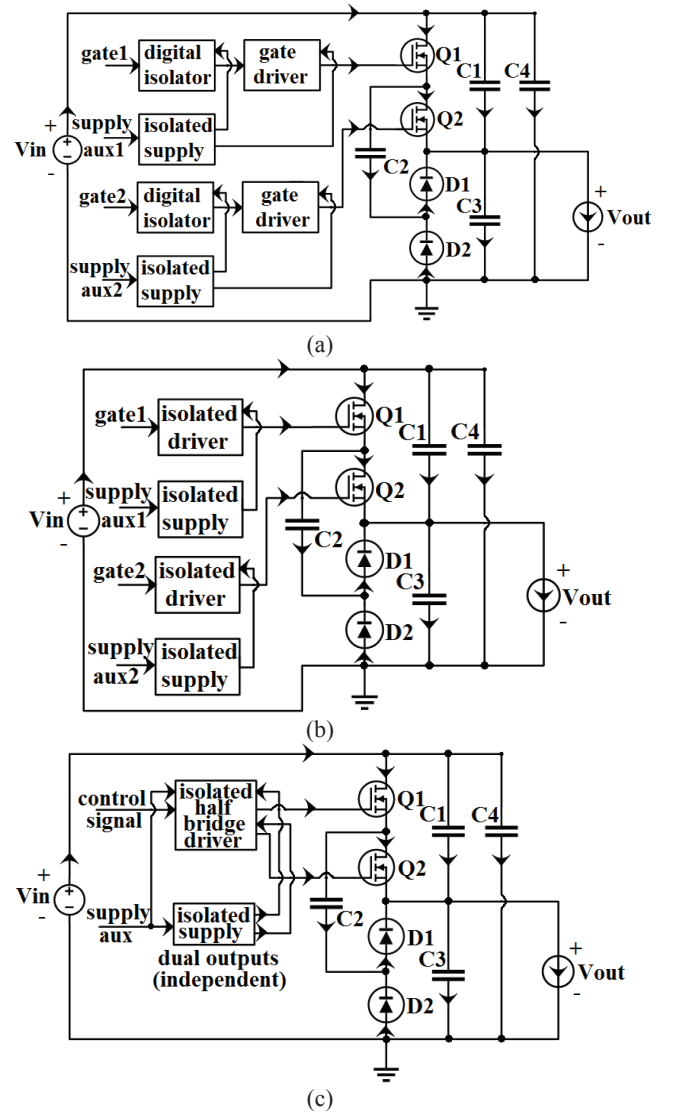 gate1
digital
isolator
gate
driver
Q1
C1
C4
+
Vin
-
supply
aux1
isolated
supply
Q2
C2
gate2
digital
isolator
gate
driver
D1
C3
+
Vout
-
supply
aux2
isolated
supply
D2
(a)
gate1
isolated
driver
Q1
C1
C4
+
Vin
-
supply
aux1
isolated
supply
Q2
C2
gate2
isolated
driver
D1
C3
+
Vout
-
supply
aux2
isolated
supply
D2
(b)
control
signal
isolated
half
bridge
driver
Q1
C1
C4
+
Vin
-
Q2
C2
supply
aux
isolated
supply
dual outputs
(independent)
D1
C3
+
Vout
-
D2
(c)